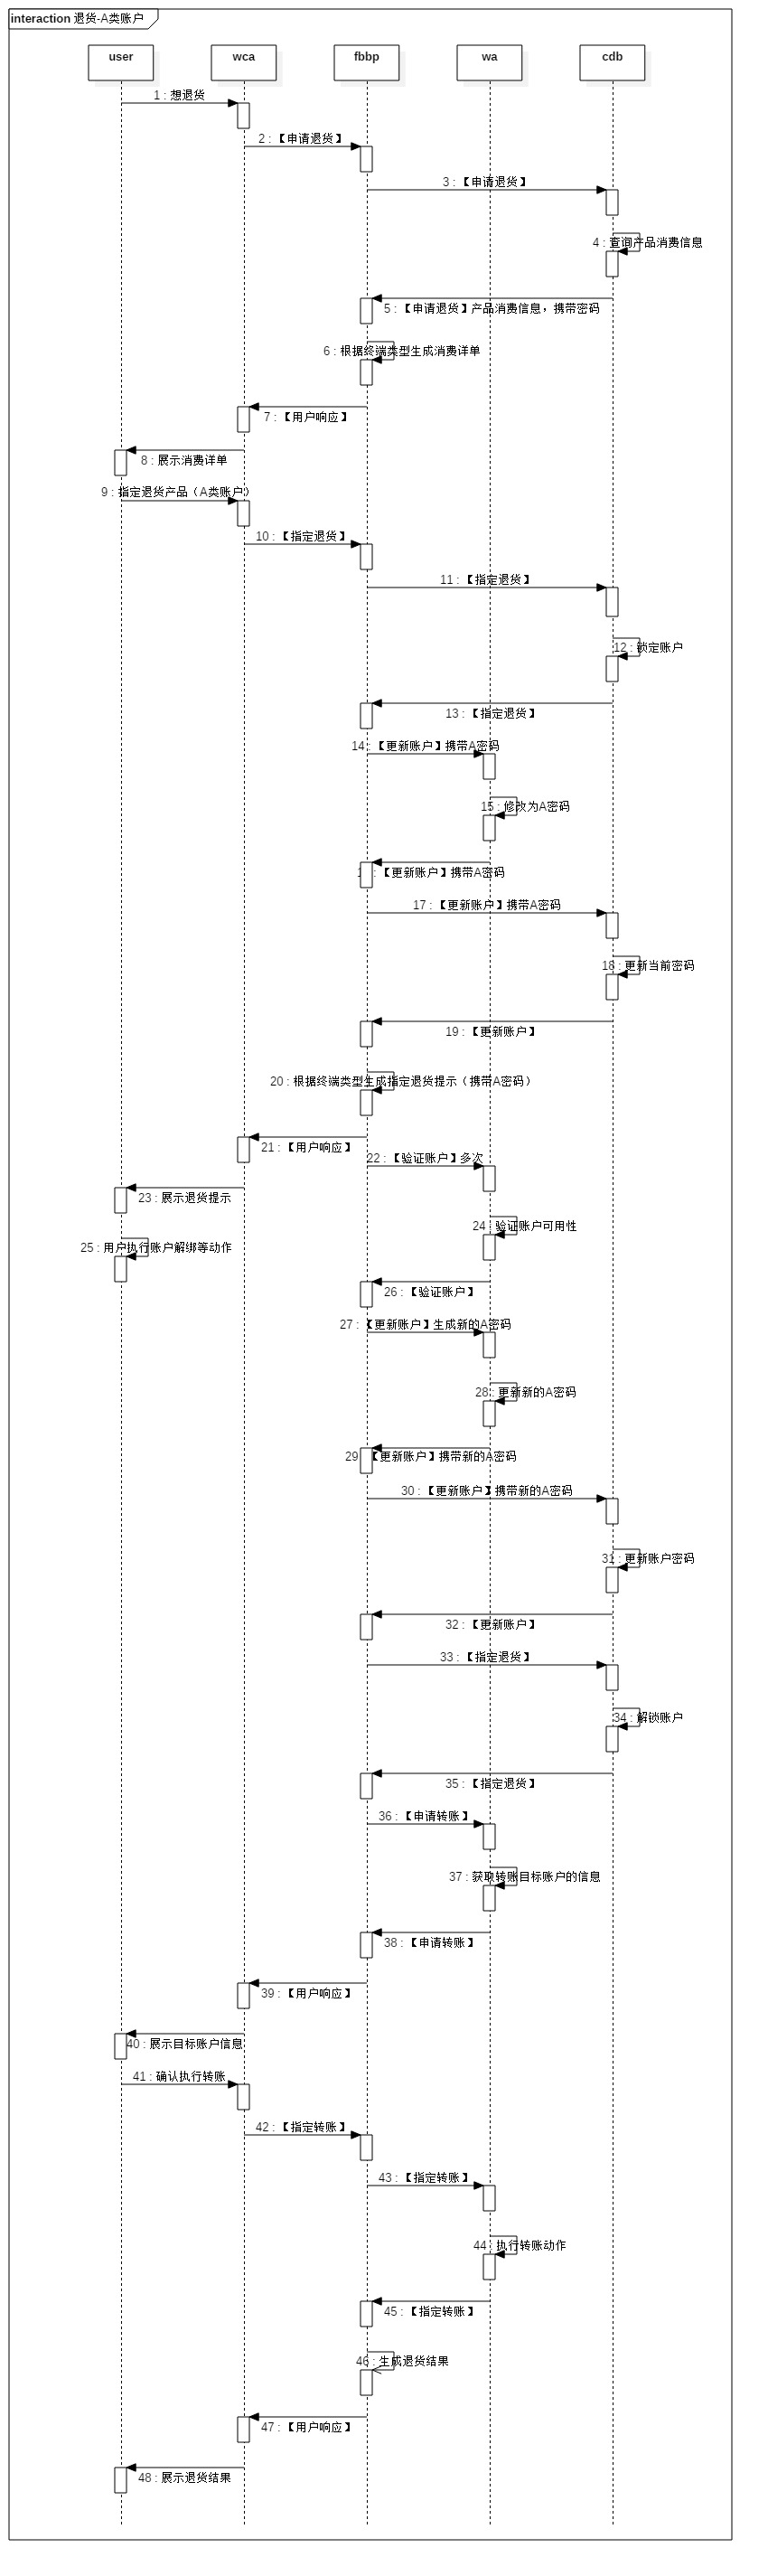 interaction 退货-A类账户
user
wca
fbbp
wa
cdb
1 : 想退货
2 : 【申请退货】
3 : 【申请退货】
4 : 查询产品消费信息
5 : 【申请退货】产品消费信息，携带密码
6 : 根据终端类型生成消费详单
7 : 【用户响应】
8 : 展示消费详单
9 : 指定退货产品（A类账户）
10 : 【指定退货】
11 : 【指定退货】
12 : 锁定账户
13 : 【指定退货】
14 : 【更新账户】携带A密码
15 : 修改为A密码
1 : 【更新账户】携带A密码
17 : 【更新账户】携带A密码
18 : 更新当前密码
19 : 【更新账户】
20 : 根据终端类型生成指定退货提示（携带A密码）
21 : 【用户响应】
22 : 【验证账户】多次
23 : 展示退货提示
24 : 验证账户可用性
25 : 用户执行账户解绑等动作
26 : 【验证账户】
27 : 【更新账户】生成新的A密码
28 : 更新新的A密码
29 【更新账户】携带新的A密码
30 : 【更新账户】携带新的A密码
31 : 更新账户密码
32 : 【更新账户】
33 : 【指定退货】
34 : 解锁账户
35 : 【指定退货】
36 : 【申请转账】
37 : 获取转账目标账户的信息
38 : 【申请转账】
39 : 【用户响应】
40 : 展示目标账户信息
41 : 确认执行转账
42 : 【指定转账】
43 : 【指定转账】
44 : 执行转账动作
45 : 【指定转账】
46 : 生成退货结果
47 : 【用户响应】
48 : 展示退货结果